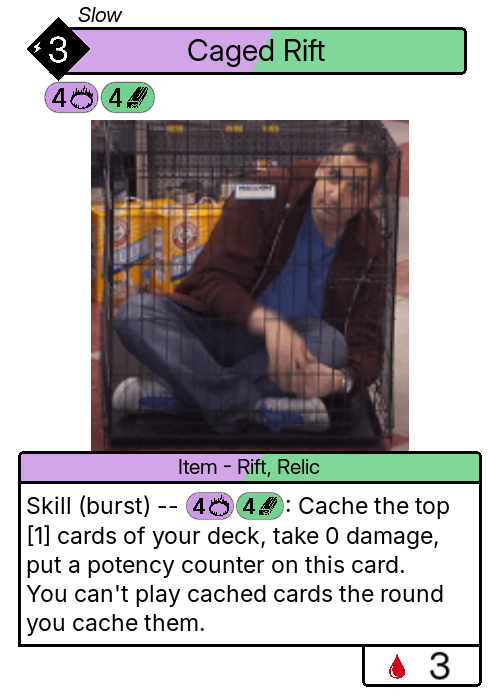 Slow
3
Caged Rift
4 4
Item - Rift, Relic
Skill (burst) -- 4 4 : Cache the top
[1] cards of your deck, take 0 damage,
put a potency counter on this card.
You can't play cached cards the round
you cache them.
3